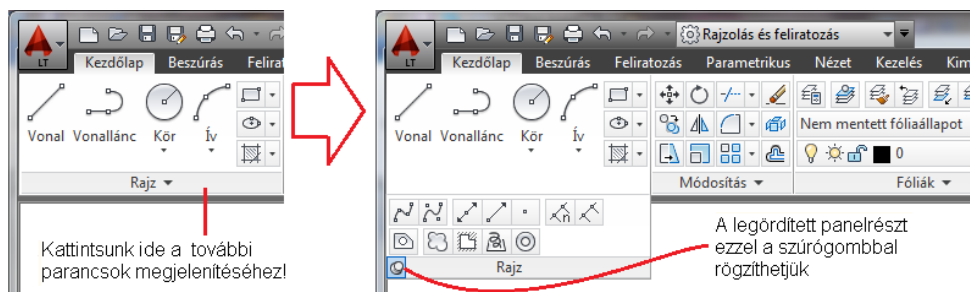 LT
Kezdőlap Beszúrás Felirat
Vonal Vonallánc Kör Ív
Rajz
Kattintsunk ide a további
parancsok megjelenítéséhez!
Rajzolás és feliratozás
LT
Kezdőlap Beszúrás Feliratozás Parametrikus Nézet Kezelés Kim
Vonal Vonallánc Kör Ív
Nem mentett fóliaállapot
0
Módosítás Fóliák
Rajz
A legördített panelrészt
ezzel a szúrógombbal
rögzíthetjük